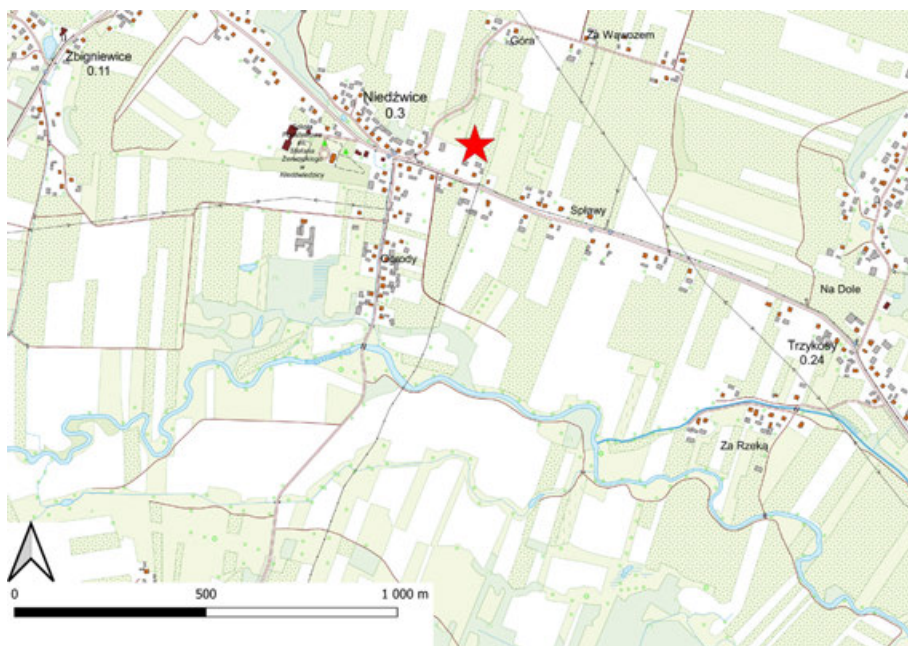 Góra
Za Wąwozem
Zbigniewice
0.11
Niedźwice
0.3
w
Spławy
Ogrody
Na Dole
Trzykosy
0.24
Za Rzeką
0
500
1 000 m